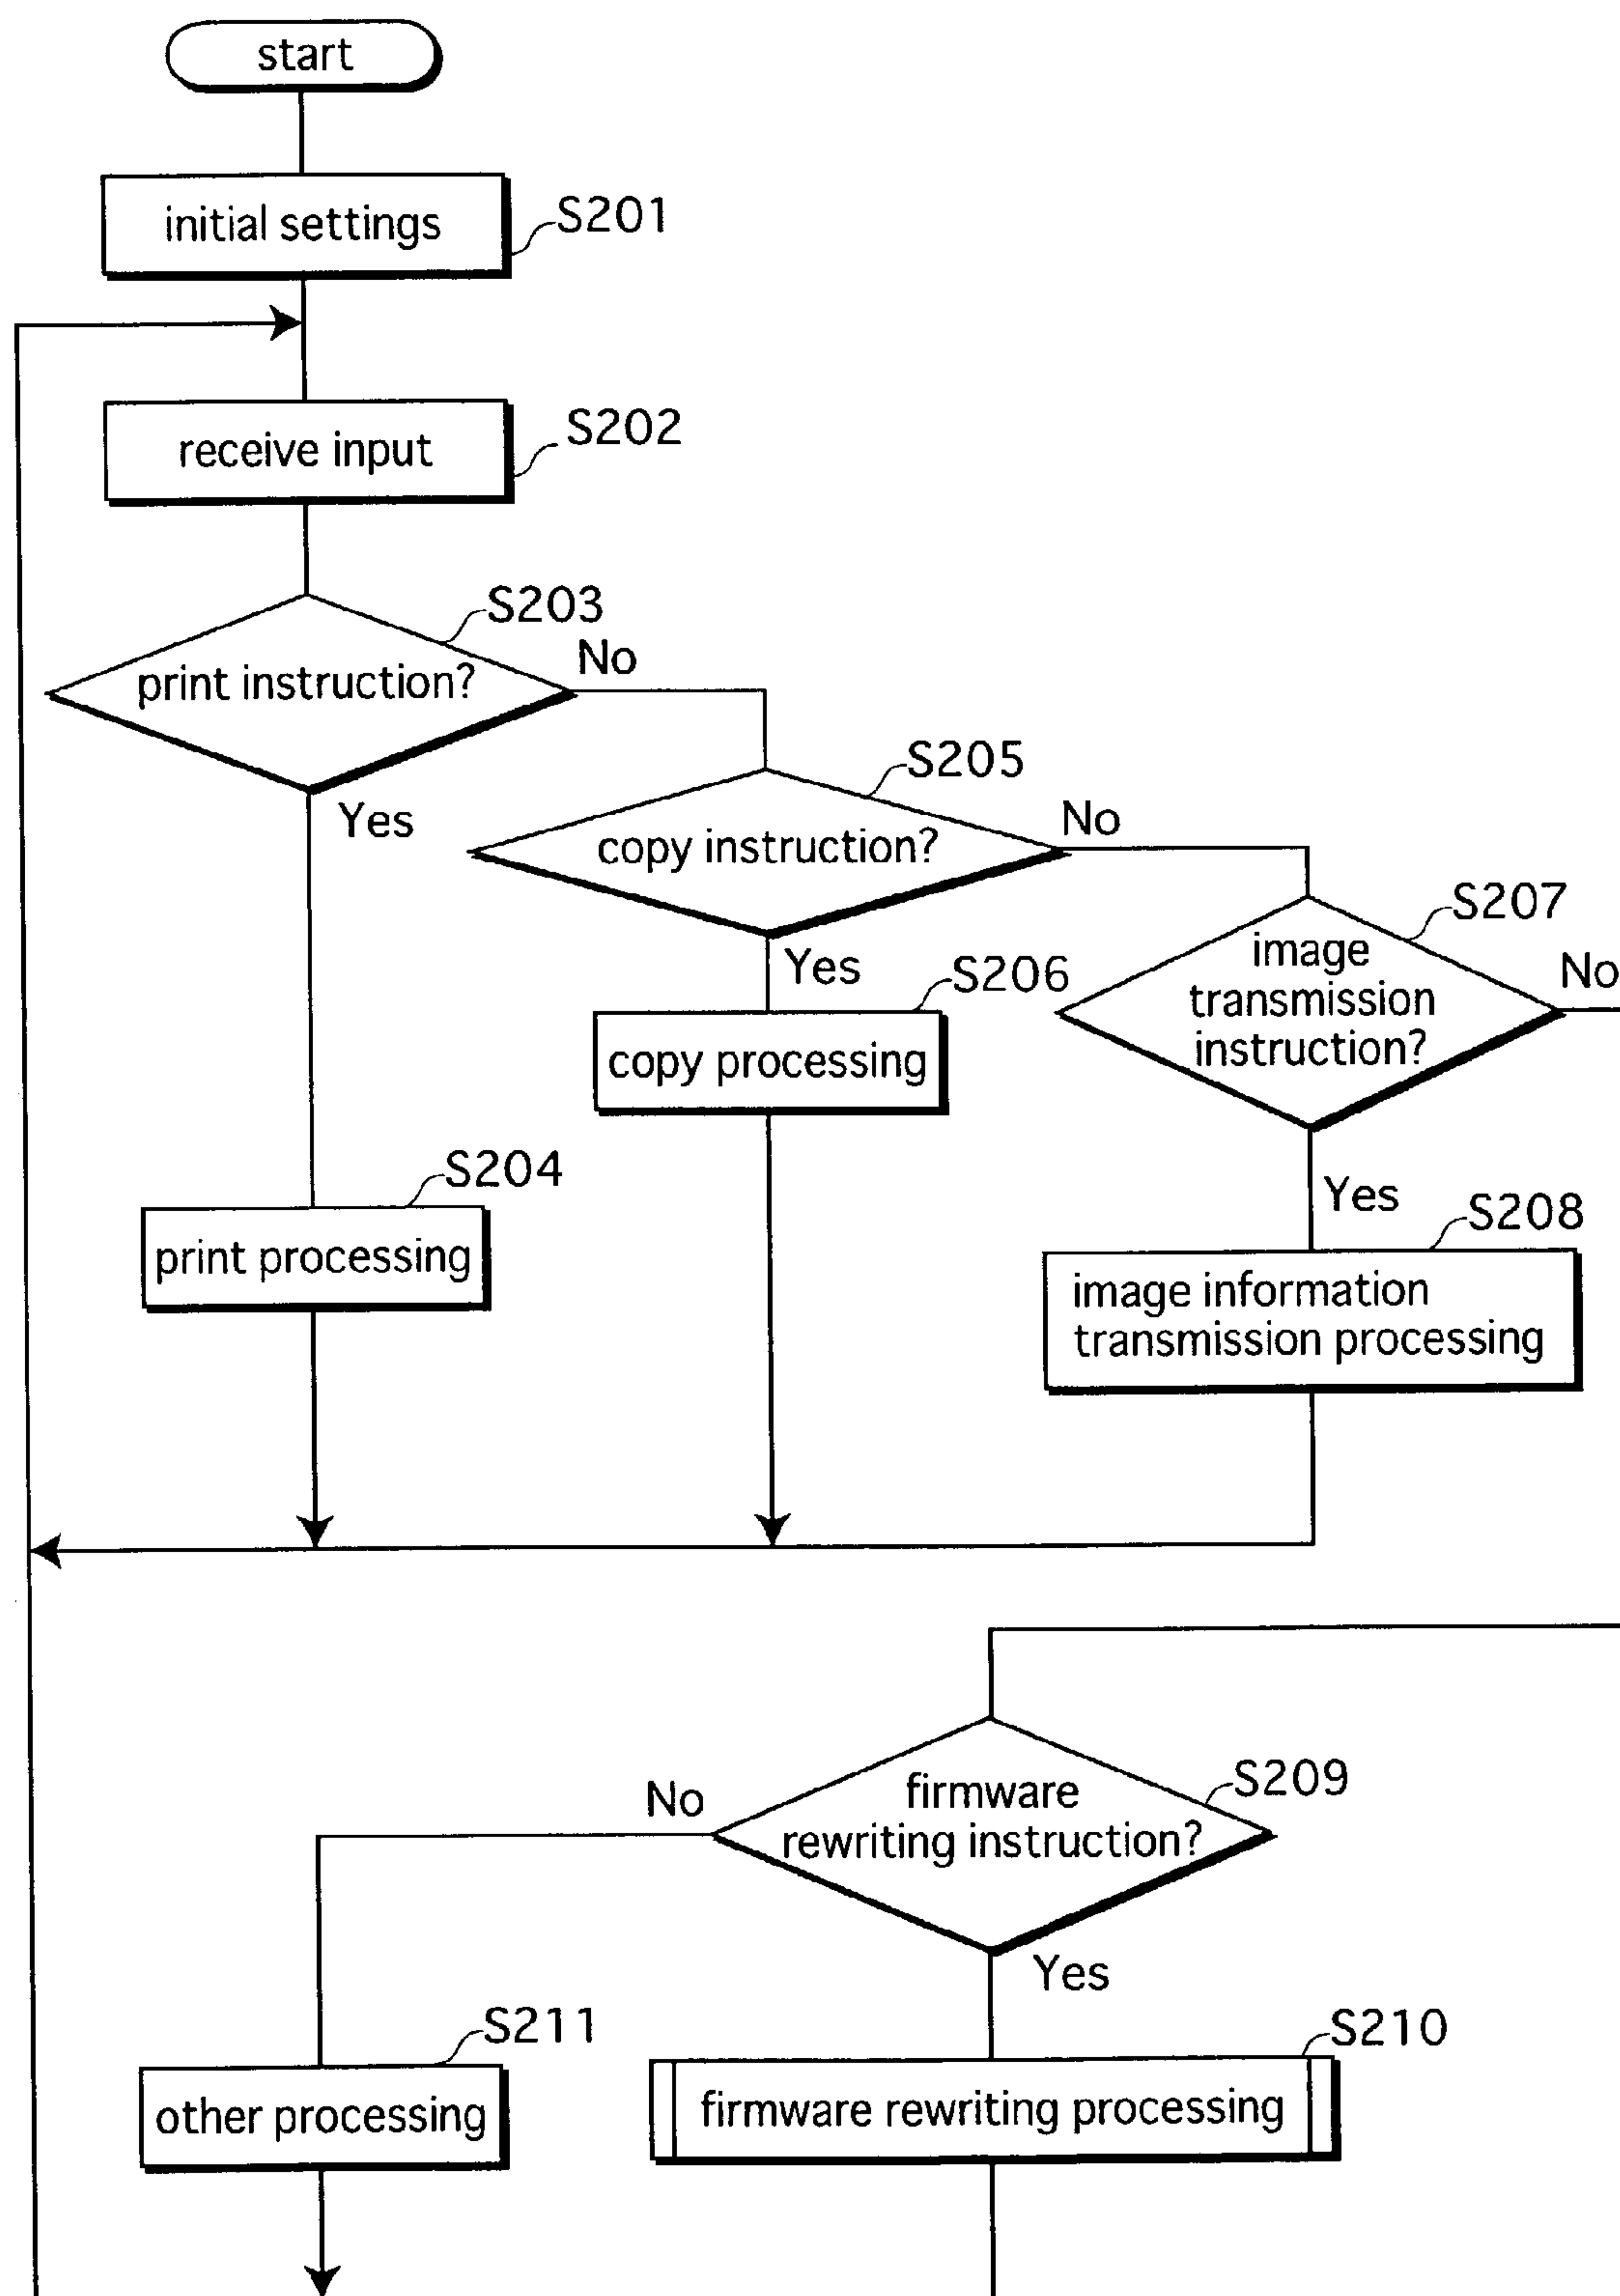 start
initial settings
S201
receive input
S202
S203
print instruction?
No
Yes
S205
copy instruction?
No
Yes
S207
image
transmission
instruction?
No
Yes
S206
copy processing
S204
print processing
S208
image information
transmission processing
S209
firmware
rewriting instruction?
No
Yes
S211
other processing
S210
firmware rewriting processing